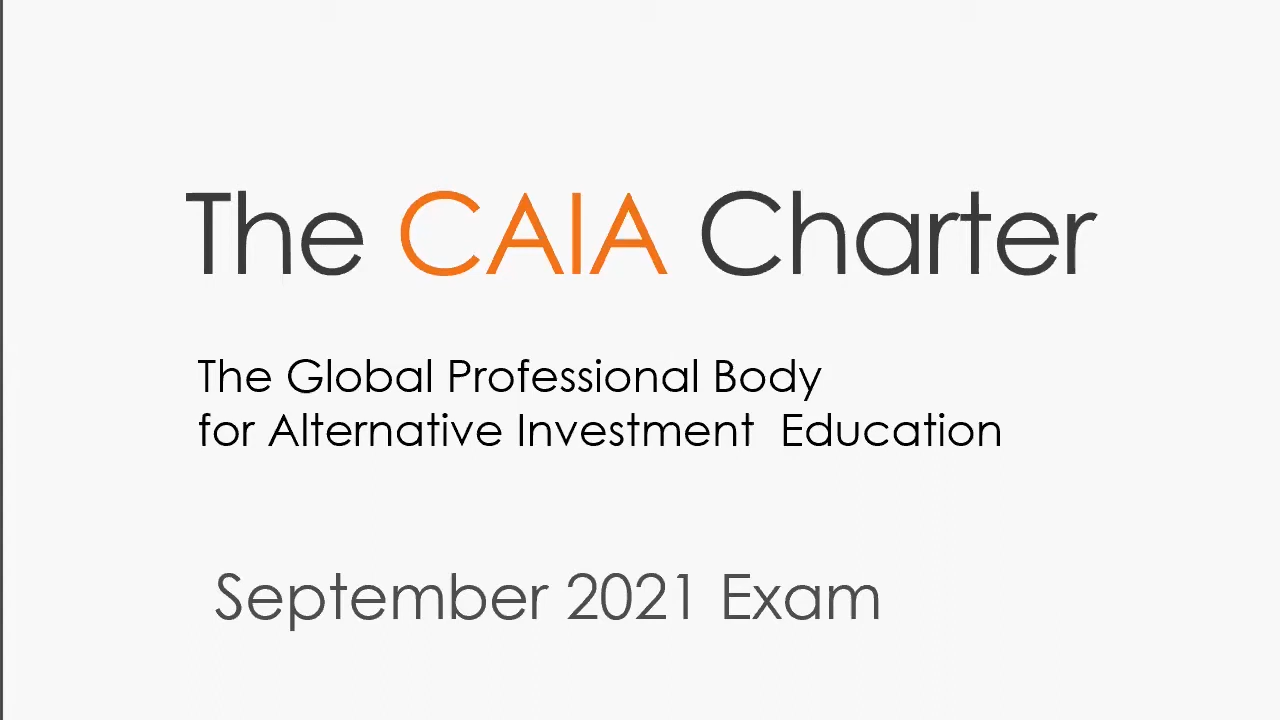 The CAIA Charter
The Global Professional Body
for Alternative Investment  Education
September 2021 Exam